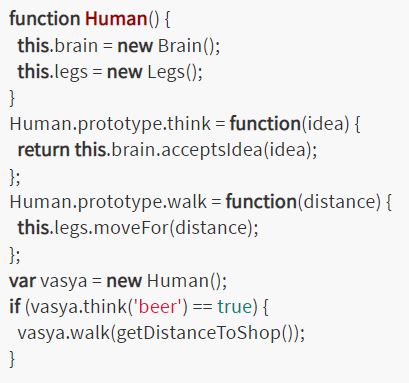 function Human() {
  this.brain = new Brain();
  this.legs = new Legs();
}
Human.prototype.think = function(idea) {
  return this.brain.acceptsIdea(idea);
};
Human.prototype.walk = function(distance) {
  this.legs.moveFor(distance);
};
var vasya = new Human();
if (vasya.think('beer') == true) {
  vasya.walk(getDistanceToShop());
}